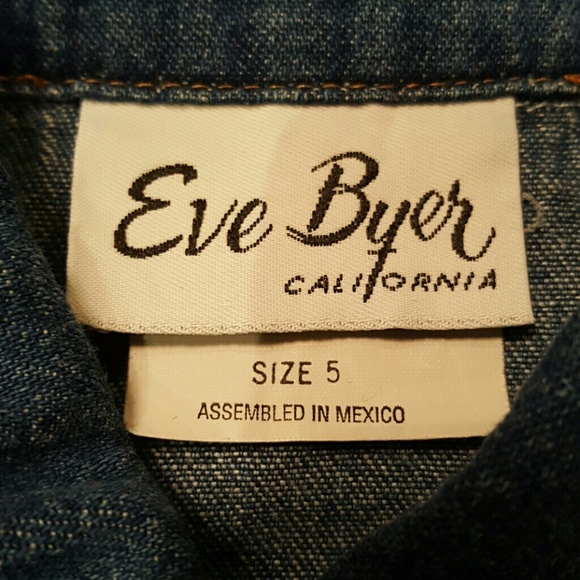 Eve Byer
CALIFORNIA
SIZE 5
ASSEMBLED IN MEXICO